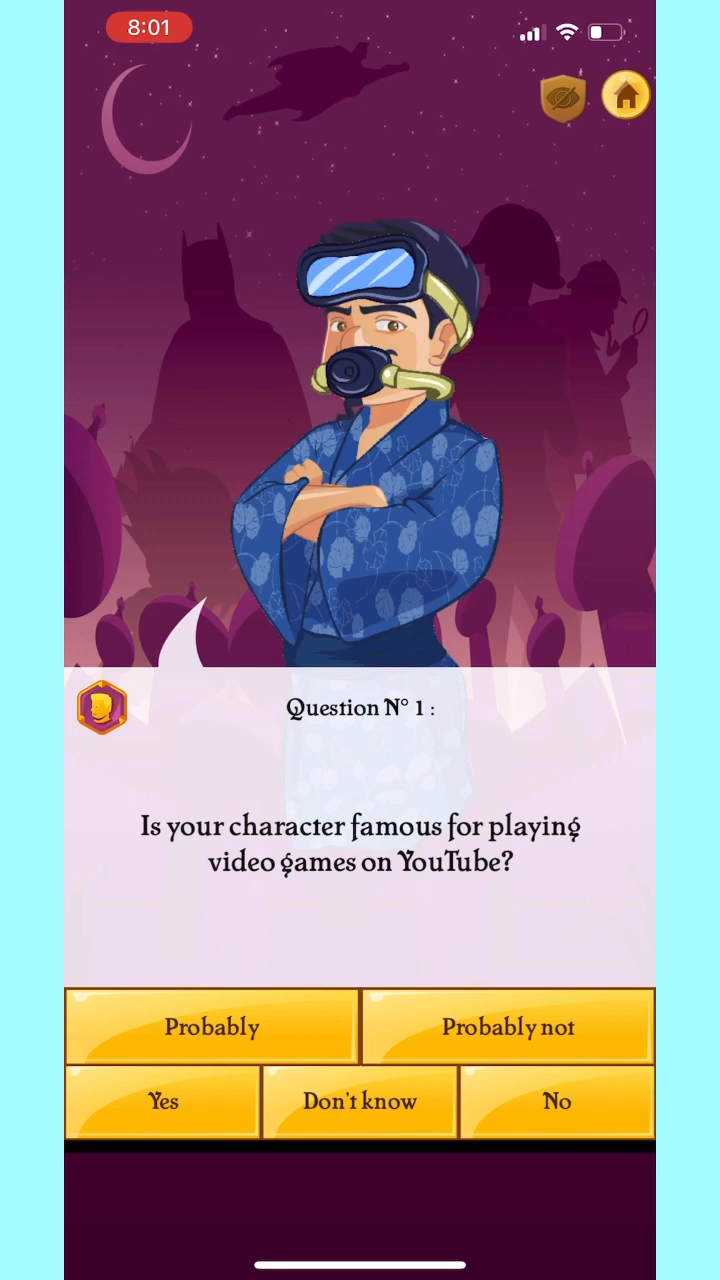 8:01
Question N° 1 :
Is your character famous for playing
video games on YouTube?
Probably
Probably not
Yes
Don't know
No